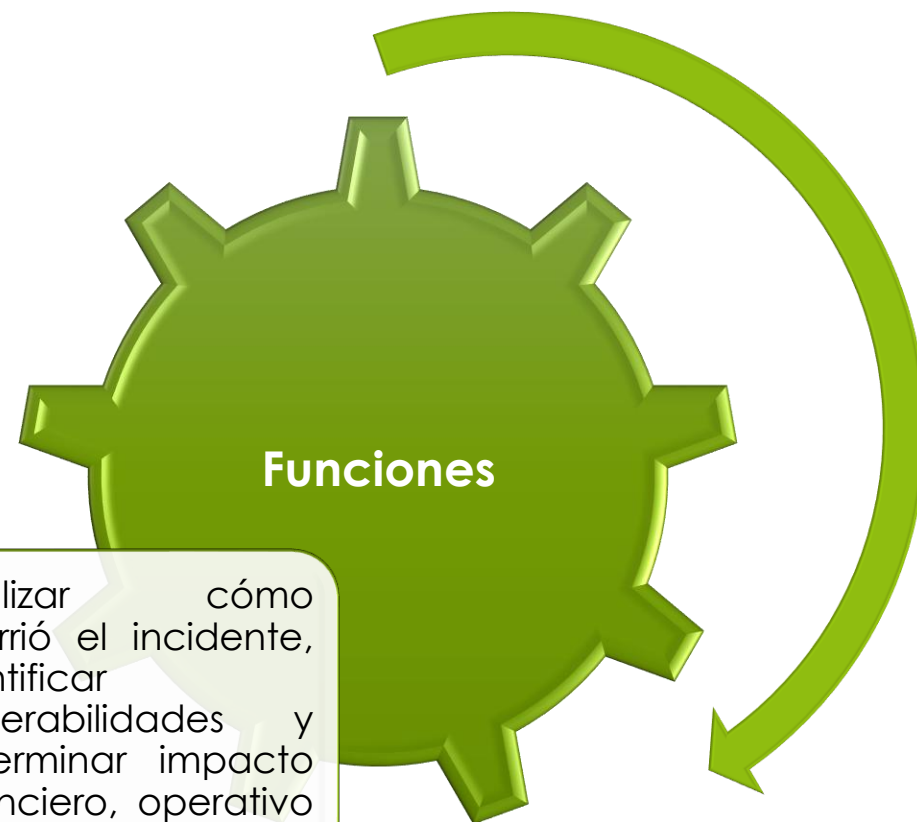 Funciones
lizar cómo
rrió el incidente,
ntificar
erabilidades y
erminar impacto
nciero, operativo